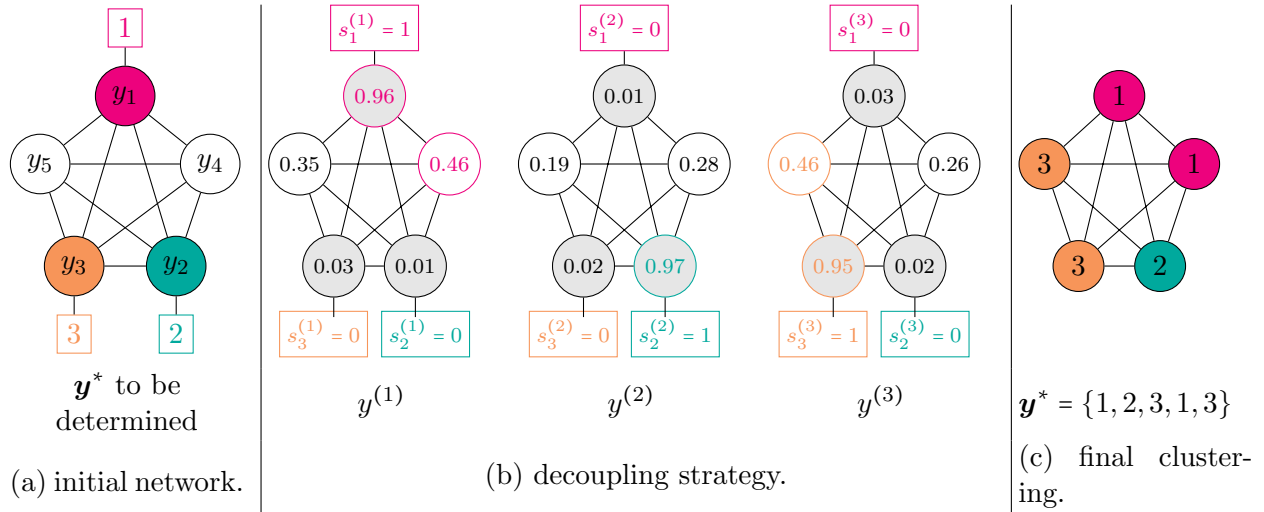 1
y₁
y₅
y₄
y₃
y₂
3
2
y* to be
determined
(a) initial network.
s₁⁽¹⁾ = 1
0.96
0.35
0.46
0.03
0.01
s₃⁽¹⁾ = 0
s₂⁽¹⁾ = 0
y⁽¹⁾
s₁⁽²⁾ = 0
0.01
0.19
0.28
0.02
0.97
s₃⁽²⁾ = 0
s₂⁽²⁾ = 1
y⁽²⁾
s₁⁽³⁾ = 0
0.03
0.46
0.26
0.95
0.02
s₃⁽³⁾ = 1
s₂⁽³⁾ = 0
y⁽³⁾
(b) decoupling strategy.
1
3
1
3
2
y* = {1, 2, 3, 1, 3}
(c) final cluster-
ing.